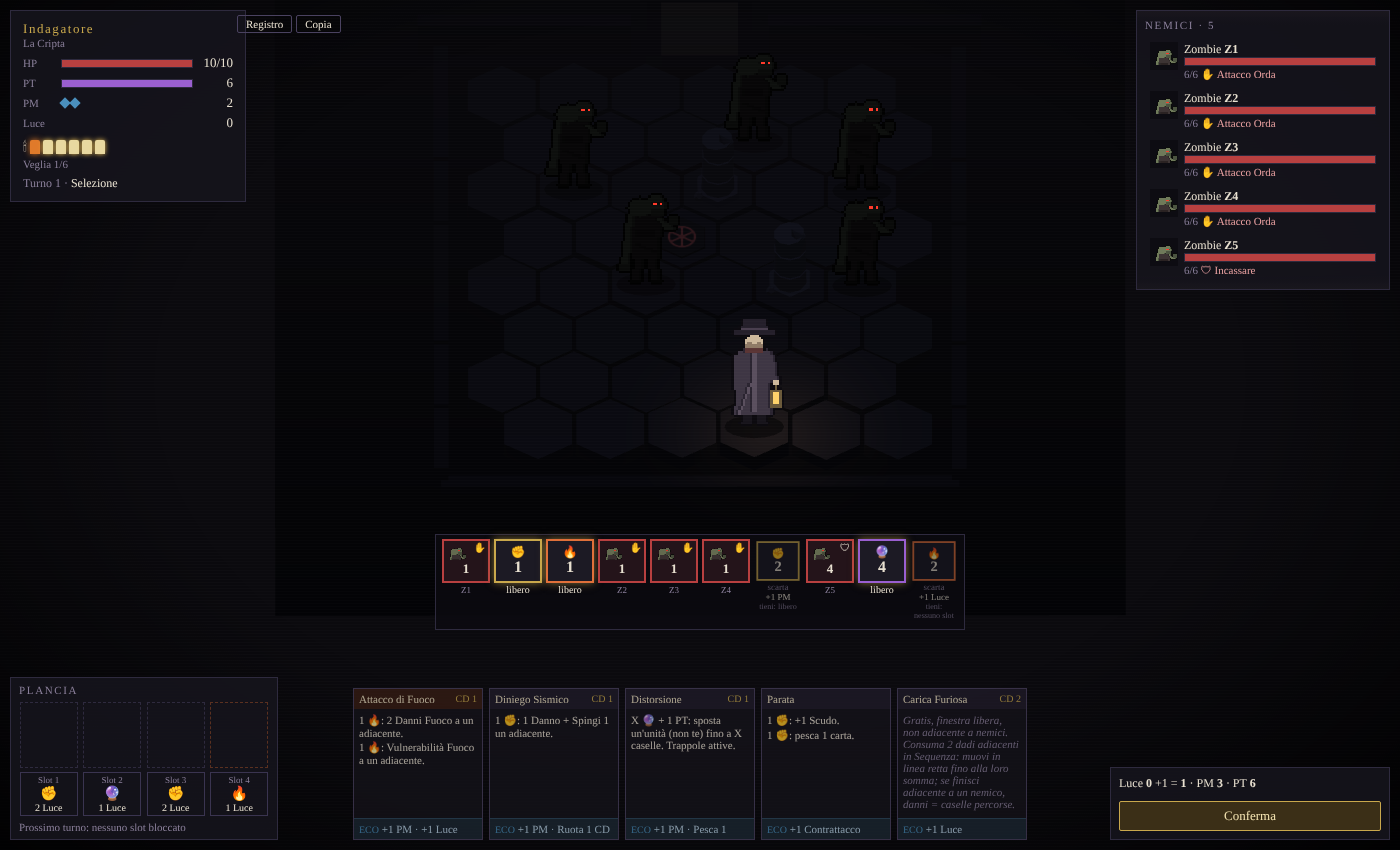 Indagatore
La Cripta
HP 10/10
PT 6
PM 2
Luce 0
Veglia 1/6
Turno 1 · Selezione
Registro
Copia
NEMICI · 5
Zombie Z1
6/6 ✋ Attacco Orda
Zombie Z2
6/6 ✋ Attacco Orda
Zombie Z3
6/6 ✋ Attacco Orda
Zombie Z4
6/6 ✋ Attacco Orda
Zombie Z5
6/6 🛡 Incassare
1 1 1 1 1 1 2 4 4 2
Z1 libero libero Z2 Z3 Z4 scarta Z5 libero scarta
+1 PM +1 Luce
tieni: libero tieni:
nessuno slot
PLANCIA
Slot 1 Slot 2 Slot 3 Slot 4
2 Luce 1 Luce 2 Luce 1 Luce
Prossimo turno: nessuno slot bloccato
Attacco di Fuoco CD 1
1 🔥: 2 Danni Fuoco a un
adiacente.
1 🔥: Vulnerabilità Fuoco
a un adiacente.
ECO +1 PM · +1 Luce
Diniego Sismico CD 1
1 ✊: 1 Danno + Spingi 1
un adiacente.
ECO +1 PM · Ruota 1 CD
Distorsione CD 1
X 🔮 + 1 PT: sposta
un'unità (non te) fino a X
caselle. Trappole attive.
ECO +1 PM · Pesca 1
Parata
1 ✊: +1 Scudo.
1 ✊: pesca 1 carta.
ECO +1 Contrattacco
Carica Furiosa CD 2
Gratis, finestra libera,
non adiacente a nemici.
Consuma 2 dadi adiacenti
in Sequenza: muovi in
linea retta fino alla loro
somma; se finisci
adiacente a un nemico,
danni = caselle percorse.
ECO +1 Luce
Luce 0 +1 = 1 · PM 3 · PT 6
Conferma